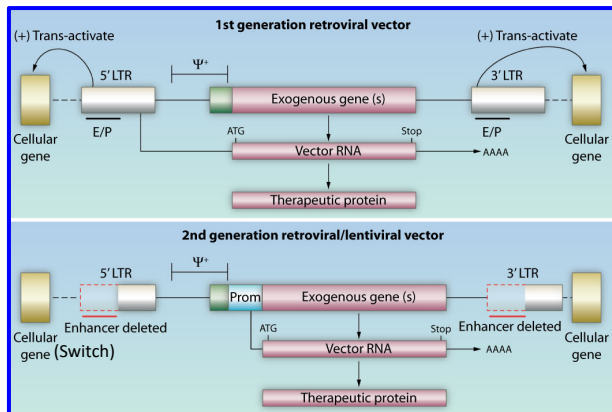 1st generation retroviral vector
(+) Trans-activate
(+) Trans-activate
5′ LTR
Ψ+
3′ LTR
Exogenous gene (s)
E/P
E/P
Cellular
gene
Cellular
gene
ATG
Stop
Vector RNA
AAAA
Therapeutic protein
2nd generation retroviral/lentiviral vector
5′ LTR
Ψ+
3′ LTR
Prom
Exogenous gene (s)
Enhancer deleted
Enhancer deleted
Cellular
gene (Switch)
Cellular
gene
ATG
Stop
Vector RNA
AAAA
Therapeutic protein